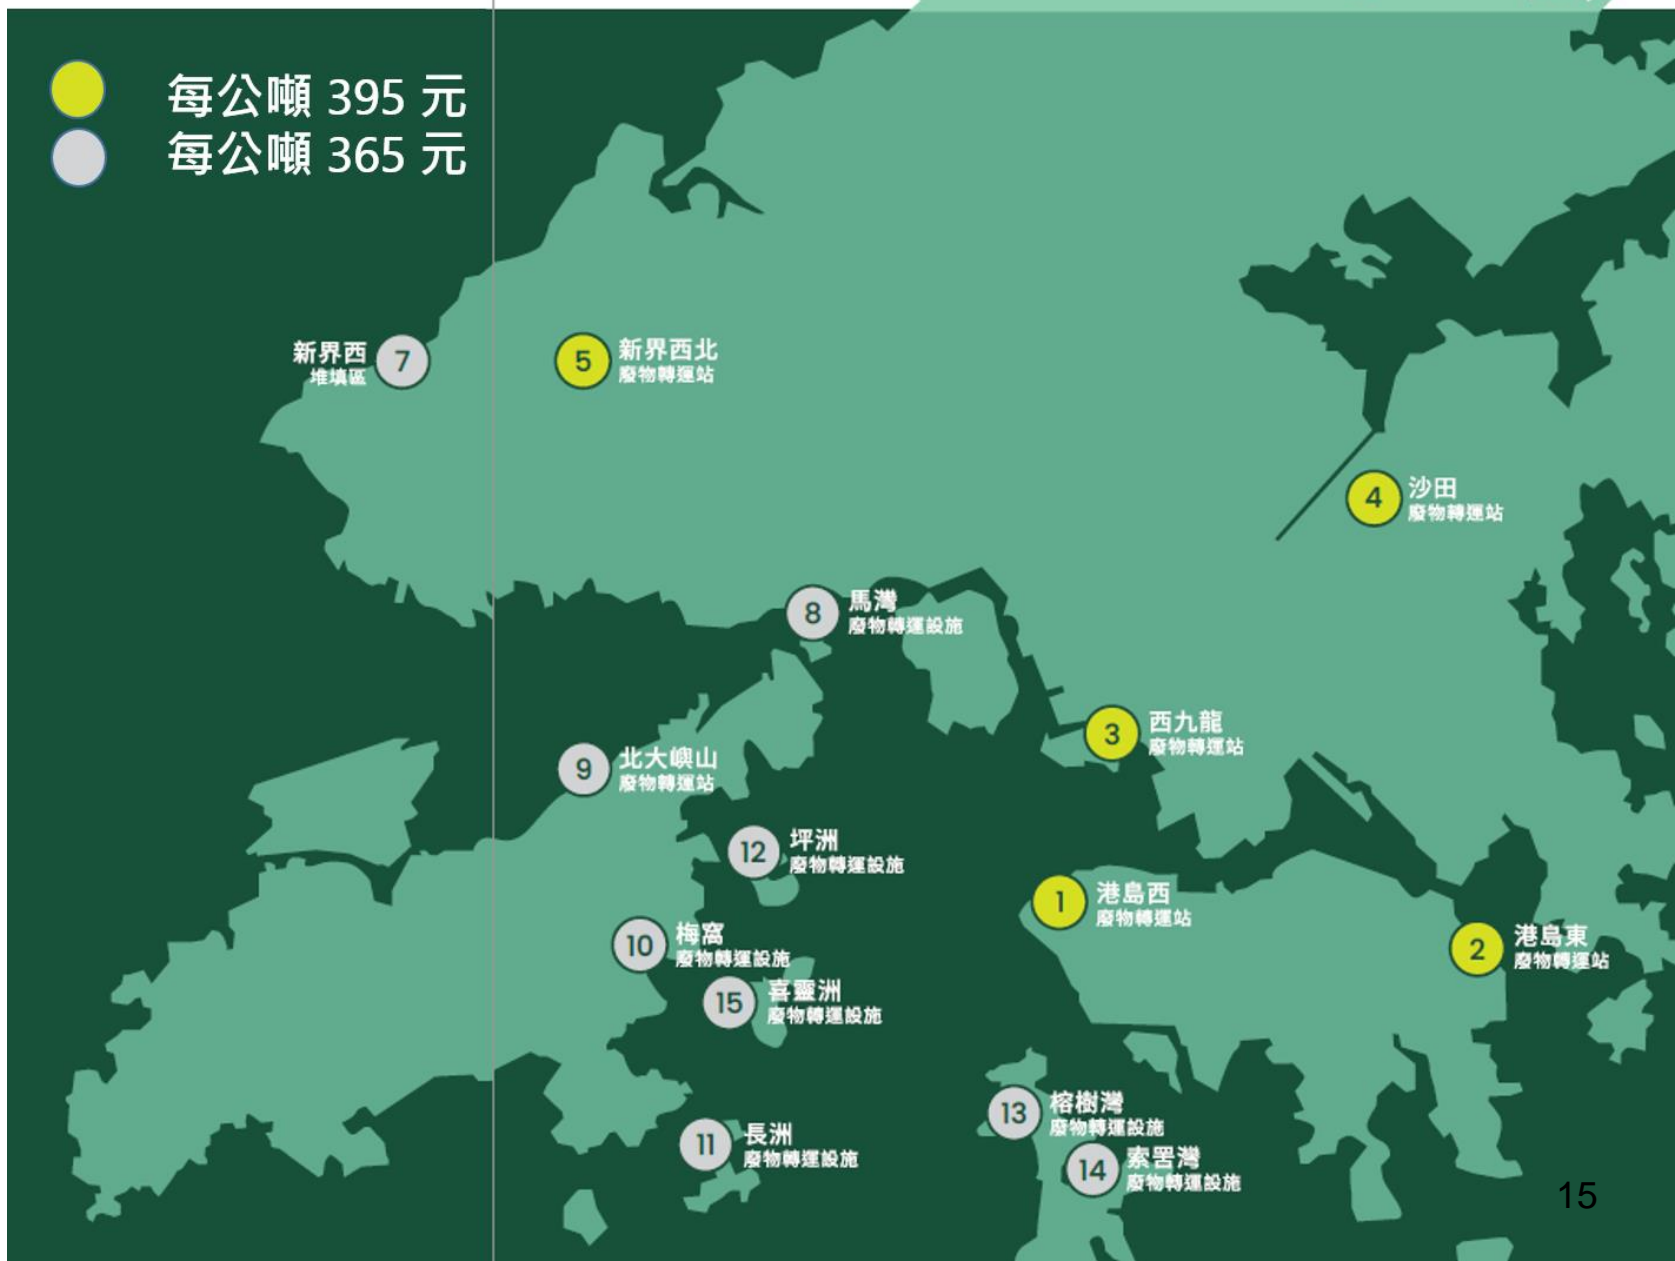 每公噸 395 元
每公噸 365 元
新界西
堆填區
7
5
新界西北
廢物轉運站
4
沙田
廢物轉運站
8
馬灣
廢物轉運設施
3
西九龍
廢物轉運站
9
北大嶼山
廢物轉運站
12
坪洲
廢物轉運設施
1
港島西
廢物轉運站
10
梅窩
廢物轉運設施
2
港島東
廢物轉運站
15
喜靈洲
廢物轉運設施
13
榕樹灣
廢物轉運設施
11
長洲
廢物轉運設施
14
索罟灣
廢物轉運設施
15